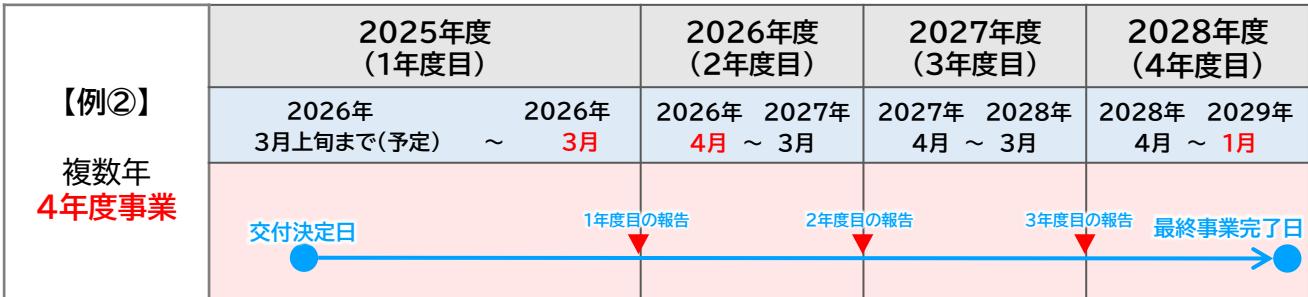 【例②】
複数年
4年度事業
2025年度
(1年度目)
2026年度
(2年度目)
2027年度
(3年度目)
2028年度
(4年度目)
2026年 2026年
3月上旬まで(予定) ～ 3月
2026年 2027年
4月 ～ 3月
2027年 2028年
4月 ～ 3月
2028年 2029年
4月 ～ 1月
交付決定日
1年度目の報告
2年度目の報告
3年度目の報告
最終事業完了日